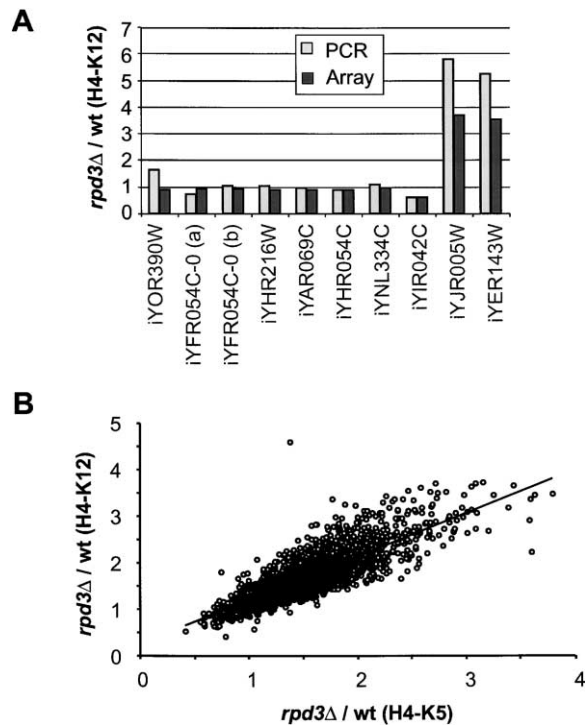 A
rpd3Δ / wt (H4-K12)
7
6
5
4
3
2
1
0
PCR
Array
iYOR390W
iYFR054C-0 (a)
iYFR054C-0 (b)
iYHR216W
iYAR069C
iYHR054C
iYNL334C
iYIR042C
iYJR005W
iYER143W
B
rpd3Δ / wt (H4-K12)
5
4
3
2
1
0
0
1
2
3
4
rpd3Δ / wt (H4-K5)